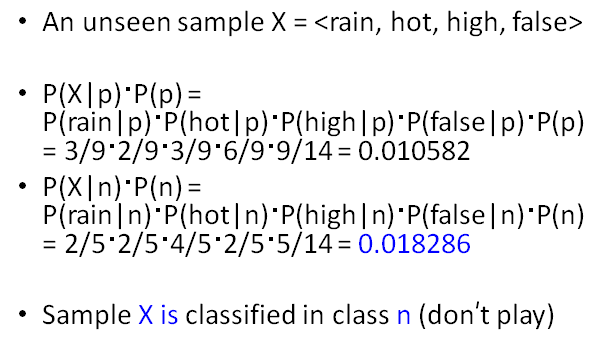 • An unseen sample X = <rain, hot, high, false>
• P(X|p)·P(p) =
P(rain|p)·P(hot|p)·P(high|p)·P(false|p)·P(p)
= 3/9·2/9·3/9·6/9·9/14 = 0.010582
• P(X|n)·P(n) =
P(rain|n)·P(hot|n)·P(high|n)·P(false|n)·P(n)
= 2/5·2/5·4/5·2/5·5/14 = 0.018286
• Sample X is classified in class n (don't play)